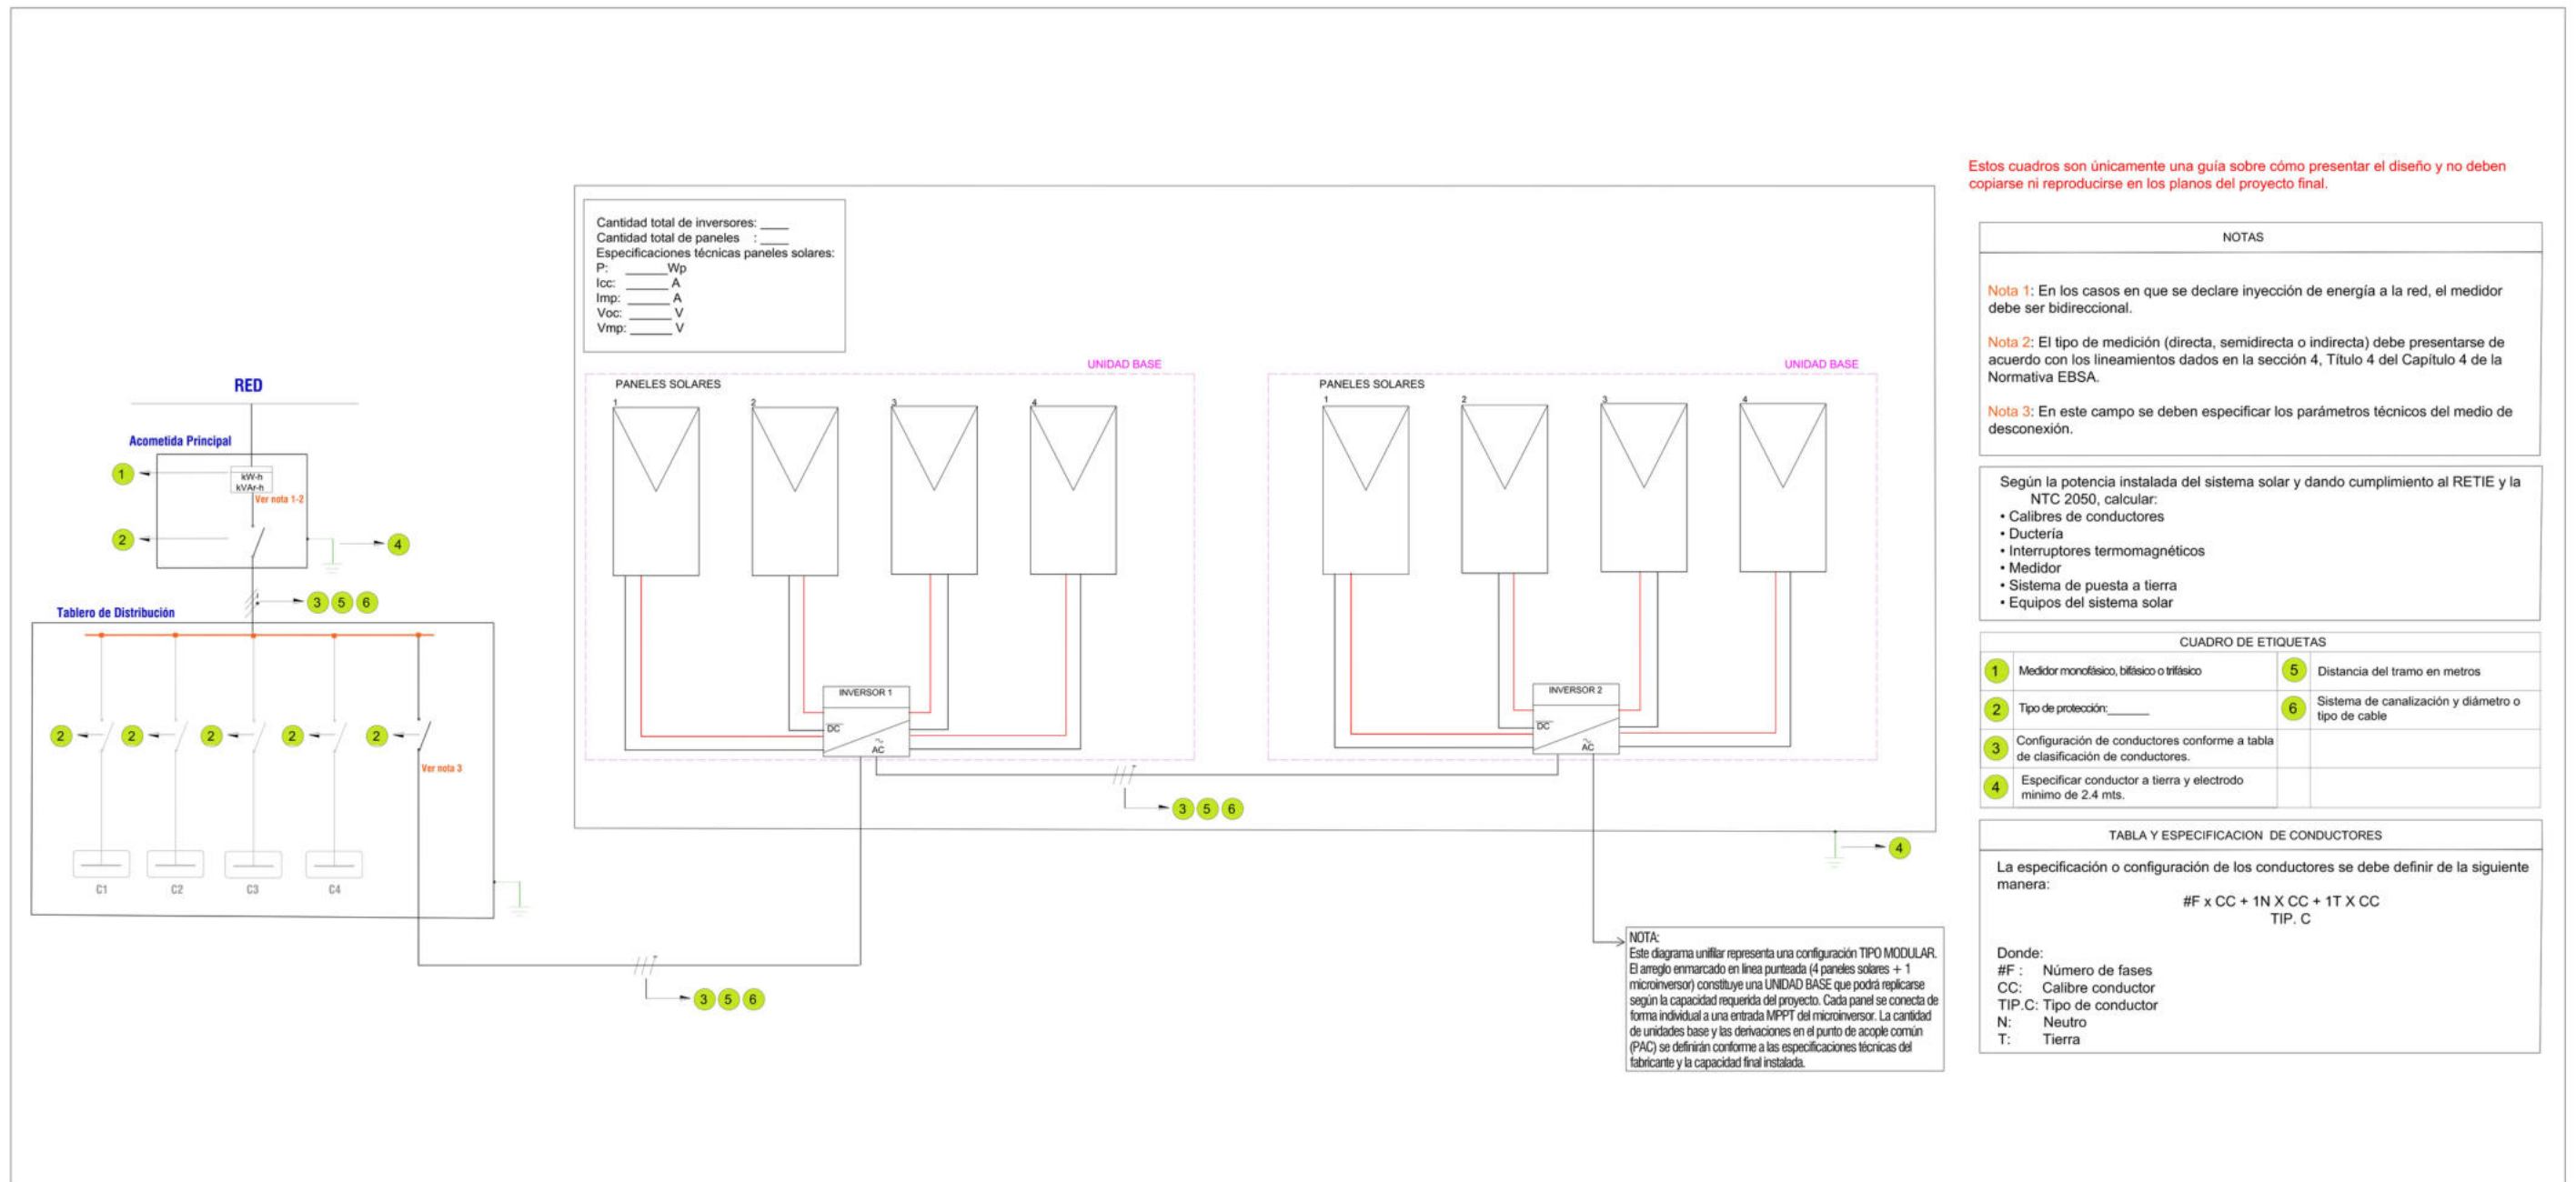 RED
Acometida Principal
1
kW-h
kVAr-h
Ver nota 1-2
2
4
3 5 6
Tablero de Distribución
2 2 2 2 2
Ver nota 3
C1 C2 C3 C4
3 5 6
Cantidad total de inversores: ____
Cantidad total de paneles : ____
Especificaciones técnicas paneles solares:
P: ______Wp
Icc: ______ A
Imp: ______ A
Voc: ______ V
Vmp: ______ V
UNIDAD BASE
PANELES SOLARES
1 2 3 4
INVERSOR 1
DC
AC
3 5 6
UNIDAD BASE
PANELES SOLARES
1 2 3 4
INVERSOR 2
DC
AC
4
NOTA:
Este diagrama unifilar representa una configuración TIPO MODULAR.
El arreglo enmarcado en linea punteada (4 paneles solares + 1
microinversor) constituye una UNIDAD BASE que podrá replicarse
según la capacidad requerida del proyecto. Cada panel se conecta de
forma individual a una entrada MPPT del microinversor. La cantidad
de unidades base y las derivaciones en el punto de acople común
(PAC) se definirán conforme a las especificaciones técnicas del
fabricante y la capacidad final instalada.
Estos cuadros son únicamente una guía sobre cómo presentar el diseño y no deben
copiarse ni reproducirse en los planos del proyecto final.
NOTAS
Nota 1: En los casos en que se declare inyección de energía a la red, el medidor
debe ser bidireccional.
Nota 2: El tipo de medición (directa, semidirecta o indirecta) debe presentarse de
acuerdo con los lineamientos dados en la sección 4, Título 4 del Capítulo 4 de la
Normativa EBSA.
Nota 3: En este campo se deben especificar los parámetros técnicos del medio de
desconexión.
Según la potencia instalada del sistema solar y dando cumplimiento al RETIE y la
NTC 2050, calcular:
• Calibres de conductores
• Ductería
• Interruptores termomagnéticos
• Medidor
• Sistema de puesta a tierra
• Equipos del sistema solar
CUADRO DE ETIQUETAS
1 Medidor monofásico, bifásico o trifásico
5 Distancia del tramo en metros
2 Tipo de protección:______
6 Sistema de canalización y diámetro o
tipo de cable
3 Configuración de conductores conforme a tabla
de clasificación de conductores.
4 Especificar conductor a tierra y electrodo
minimo de 2.4 mts.
TABLA Y ESPECIFICACION DE CONDUCTORES
La especificación o configuración de los conductores se debe definir de la siguiente
manera:
#F x CC + 1N X CC + 1T X CC
TIP. C
Donde:
#F : Número de fases
CC: Calibre conductor
TIP.C: Tipo de conductor
N: Neutro
T: Tierra